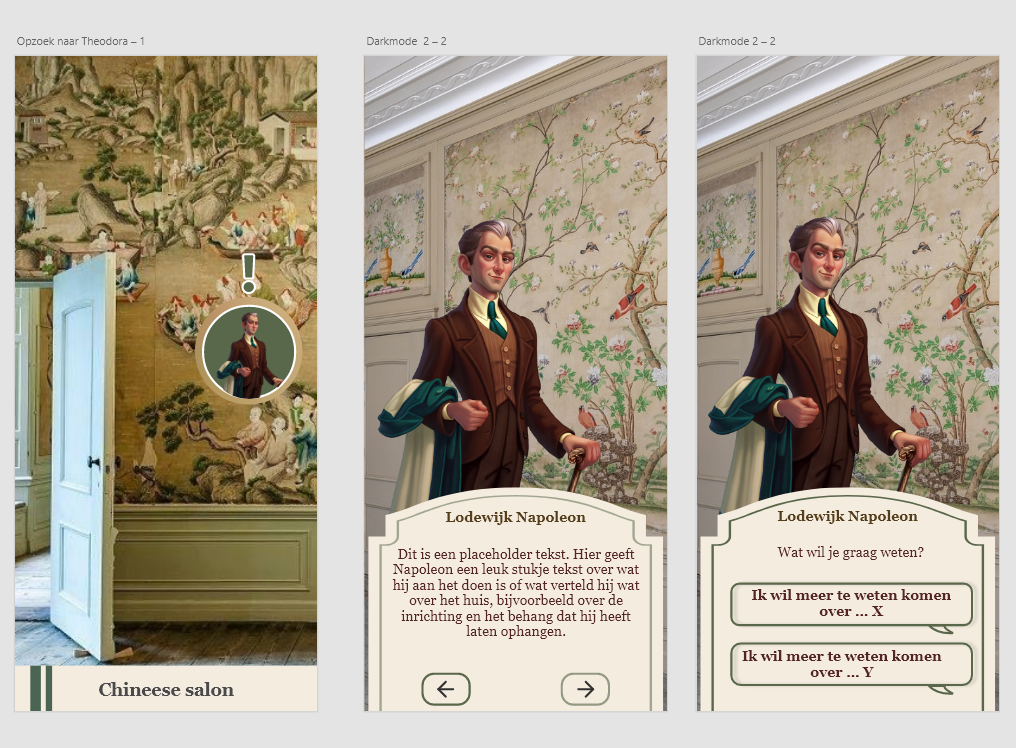 Opzoek naar Theodora – 1
Darkmode 2 – 2
Darkmode 2 – 2
Chineese salon
Lodewijk Napoleon
Dit is een placeholder tekst. Hier geeft
Napoleon een leuk stukje tekst over wat
hij aan het doen is of wat verteld hij wat
over het huis, bijvoorbeeld over de
inrichting en het behang dat hij heeft
laten ophangen.
Lodewijk Napoleon
Wat wil je graag weten?
Ik wil meer te weten komen
over ... X
Ik wil meer te weten komen
over ... Y